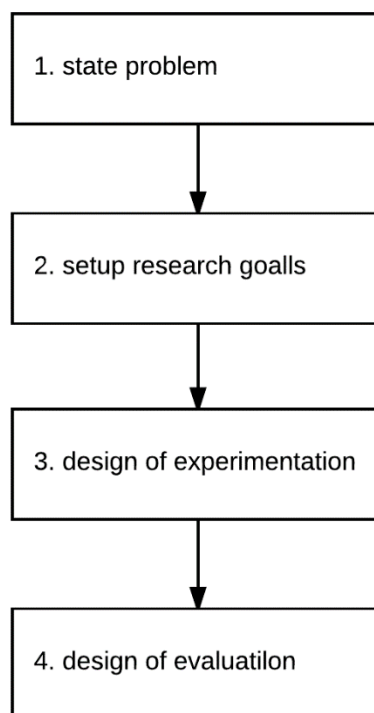 1. state problem
2. setup research goalls
3. design of experimentation
4. design of evaluatilon